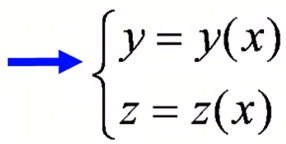 y = y(x)
z = z(x)